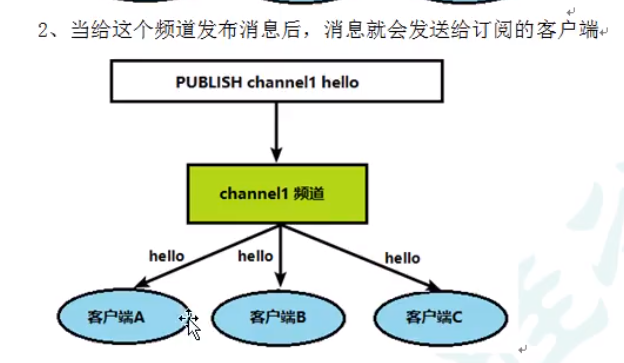 2、当给这个频道发布消息后，消息就会发送给订阅的客户端
PUBLISH channel1 hello
channel1 频道
hello hello hello
客户端A 客户端B 客户端C